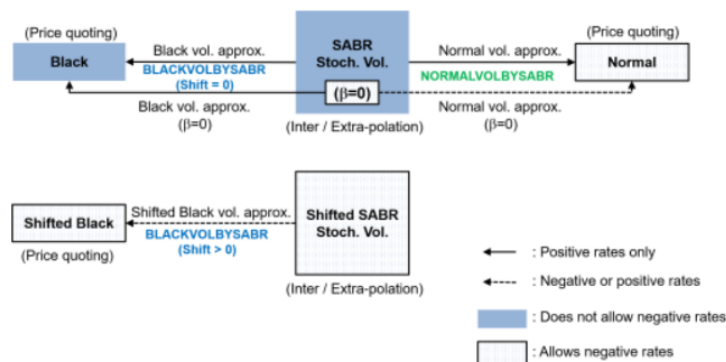 (Price quoting)
Black
Black vol. approx.
BLACKVOLBYSABR
(Shift = 0)
Black vol. approx.
(β=0)
SABR
Stoch. Vol.
(β=0)
(Inter / Extra-polation)
Normal vol. approx.
NORMALVOLBYSABR
Normal vol. approx.
(β=0)
(Price quoting)
Normal
Shifted Black
(Price quoting)
Shifted Black vol. approx.
BLACKVOLBYSABR
(Shift > 0)
Shifted SABR
Stoch. Vol.
(Inter / Extra-polation)
: Positive rates only
: Negative or positive rates
: Does not allow negative rates
: Allows negative rates